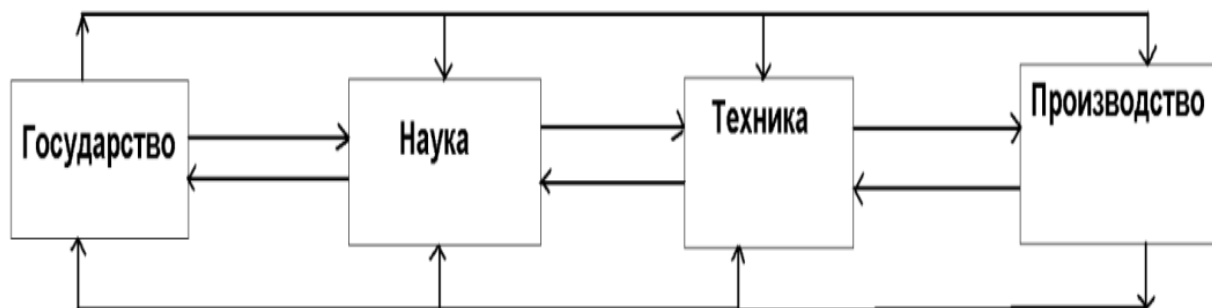 Государство
Наука
Техника
Производство